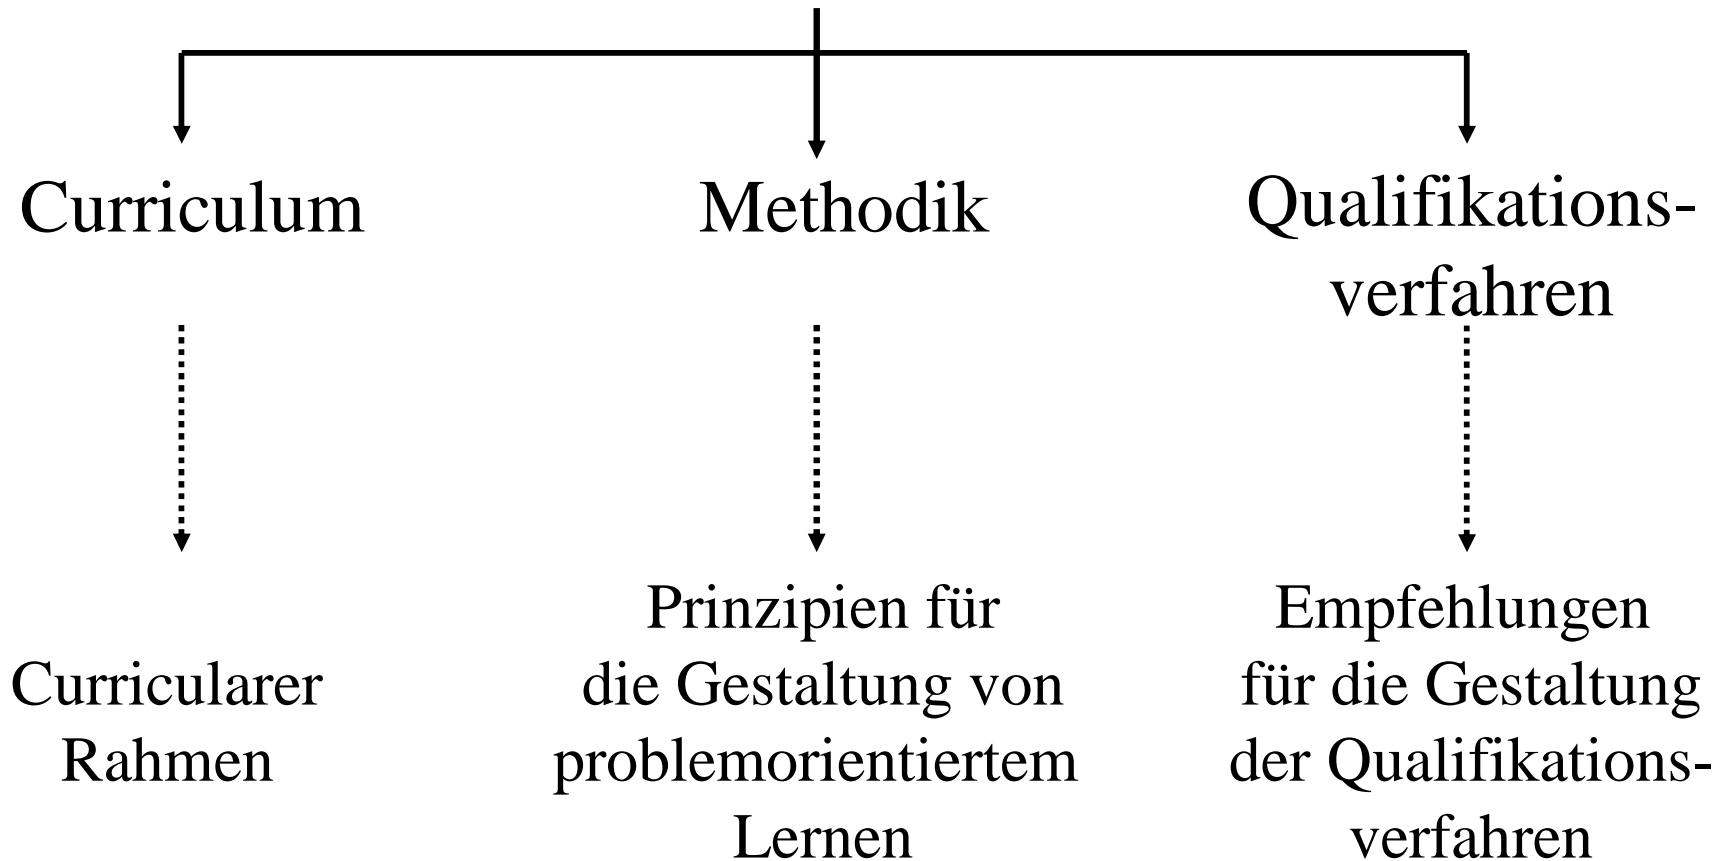 Curriculum
Methodik
Qualifikations-
verfahren
Curricularer
Rahmen
Prinzipien für
die Gestaltung von
problemorientiertem
Lernen
Empfehlungen
für die Gestaltung
der Qualifikations-
verfahren